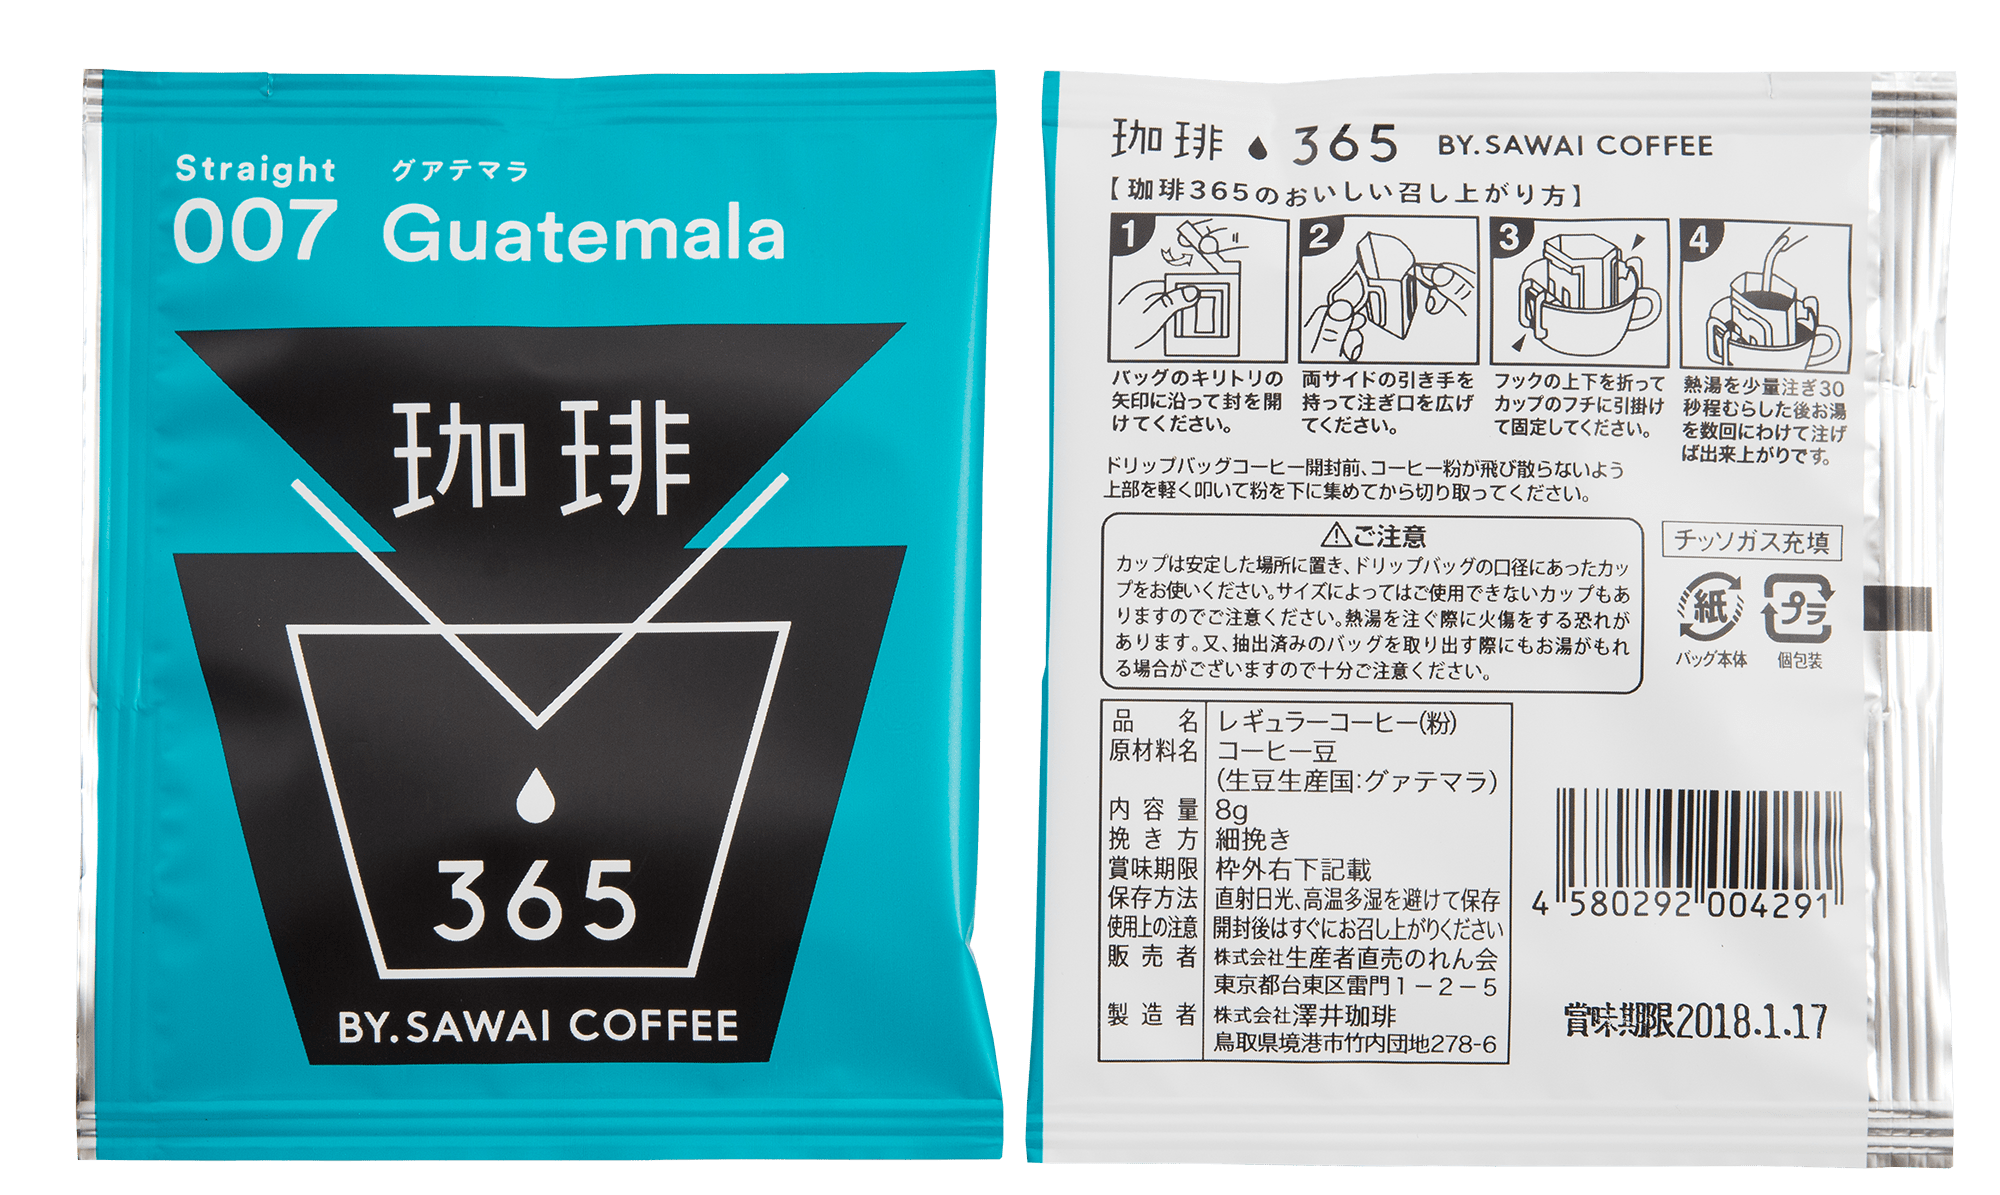 Straight グアテマラ
007 Guatemala
珈琲
365
BY.SAWAI COFFEE
珈琲 365 BY.SAWAI COFFEE
【珈琲365のおいしい召し上がり方】
1
バッグのキリトリの
矢印に沿って封を開
けてください。
2
両サイドの引き手を
持って注ぎ口を広げ
てください。
3
フックの上下を折って
カップのフチに引掛け
て固定してください。
4
熱湯を少量注ぎ30
秒程むらした後お湯
を数回にわけて注げ
ば出来上がりです。
ドリップバッグコーヒー開封前、コーヒー粉が飛び散らないよう
上部を軽く叩いて粉を下に集めてから切り取ってください。
⚠ご注意
カップは安定した場所に置き、ドリップバッグの口径にあったカッ
プをお使いください。サイズによってはご使用できないカップもあ
りますのでご注意ください。熱湯を注ぐ際に火傷をする恐れが
あります。又、抽出済みのバッグを取り出す際にもお湯がもれ
る場合がございますので十分ご注意ください。
チッソガス充填
紙 プラ
バッグ本体 個包装
品名 レギュラーコーヒー(粉)
原材料名 コーヒー豆
(生豆生産国:グァテマラ)
内容量 8g
挽き方 細挽き
賞味期限 枠外右下記載
保存方法 直射日光、高温多湿を避けて保存
使用上の注意 開封後はすぐにお召し上がりください
販売者 株式会社生産者直売のれん会
東京都台東区雷門1-2-5
製造者 株式会社澤井珈琲
鳥取県境港市竹内団地278-6
4 580292 004291
賞味期限2018.1.17